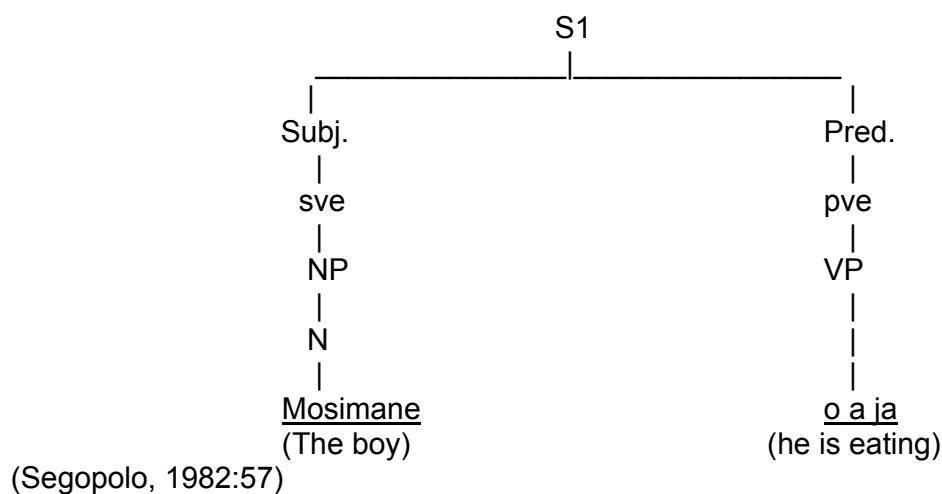 S1
Subj. Pred.
sve pve
NP VP
N
Mosimane o a ja
(The boy) (he is eating)
(Segopolo, 1982:57)